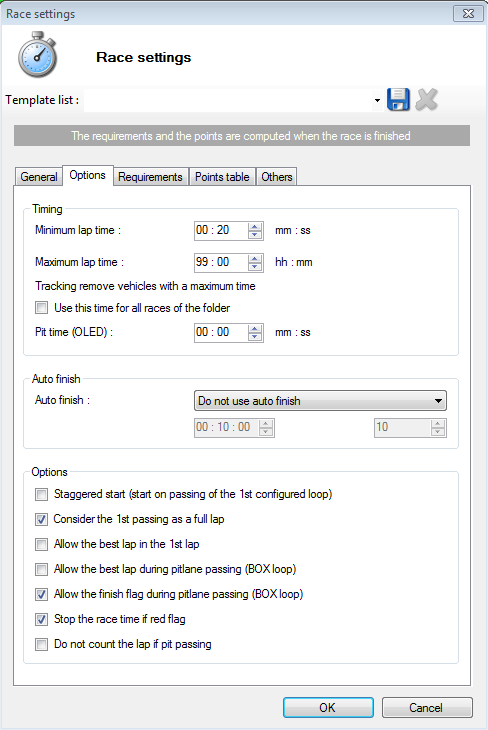 Race settings
Race settings
Template list :
The requirements and the points are computed when the race is finished
General Options Requirements Points table Others
Timing
Minimum lap time : 00 : 20 mm : ss
Maximum lap time : 99 : 00 hh : mm
Tracking remove vehicles with a maximum time
Use this time for all races of the folder
Pit time (OLED) : 00 : 00 mm : ss
Auto finish
Auto finish : Do not use auto finish
00 : 10 : 00 10
Options
Staggered start (start on passing of the 1st configured loop)
Consider the 1st passing as a full lap
Allow the best lap in the 1st lap
Allow the best lap during pitlane passing (BOX loop)
Allow the finish flag during pitlane passing (BOX loop)
Stop the race time if red flag
Do not count the lap if pit passing
OK Cancel